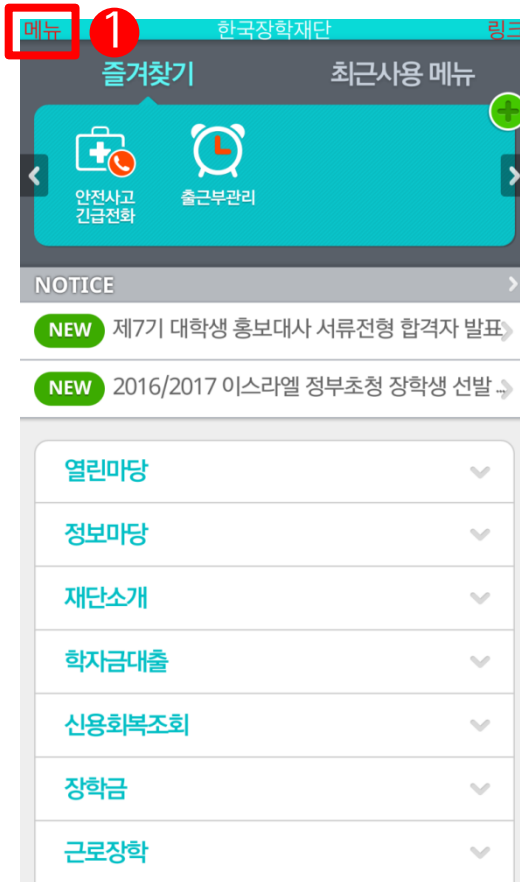 메뉴 1 한국장학재단 링크
즐겨찾기 최근사용 메뉴
안전사고 출근부관리
긴급전화
NOTICE
NEW 제7기 대학생 홍보대사 서류전형 합격자 발표
NEW 2016/2017 이스라엘 정부초청 장학생 선발 ..
열린마당
정보마당
재단소개
학자금대출
신용회복조회
장학금
근로장학